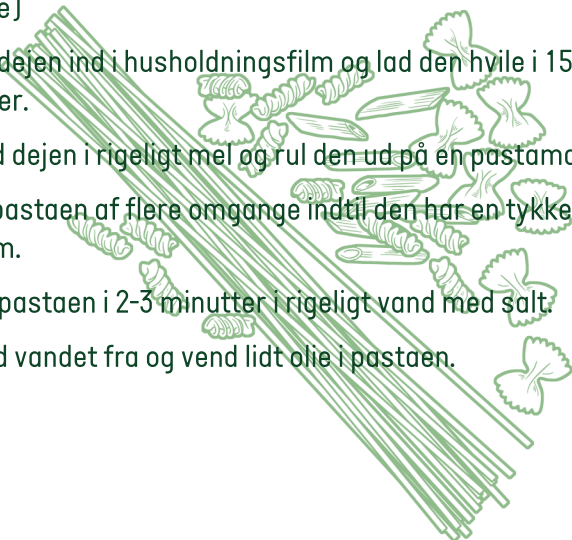 e)
dejen ind i husholdningsfilm og lad den hvile i 15
er.
d dejen i rigeligt mel og rul den ud på en pastama
pastaen af flere omgange indtil den har en tykke
m.
pastaen i 2-3 minutter i rigeligt vand med salt.
d vandet fra og vend lidt olie i pastaen.